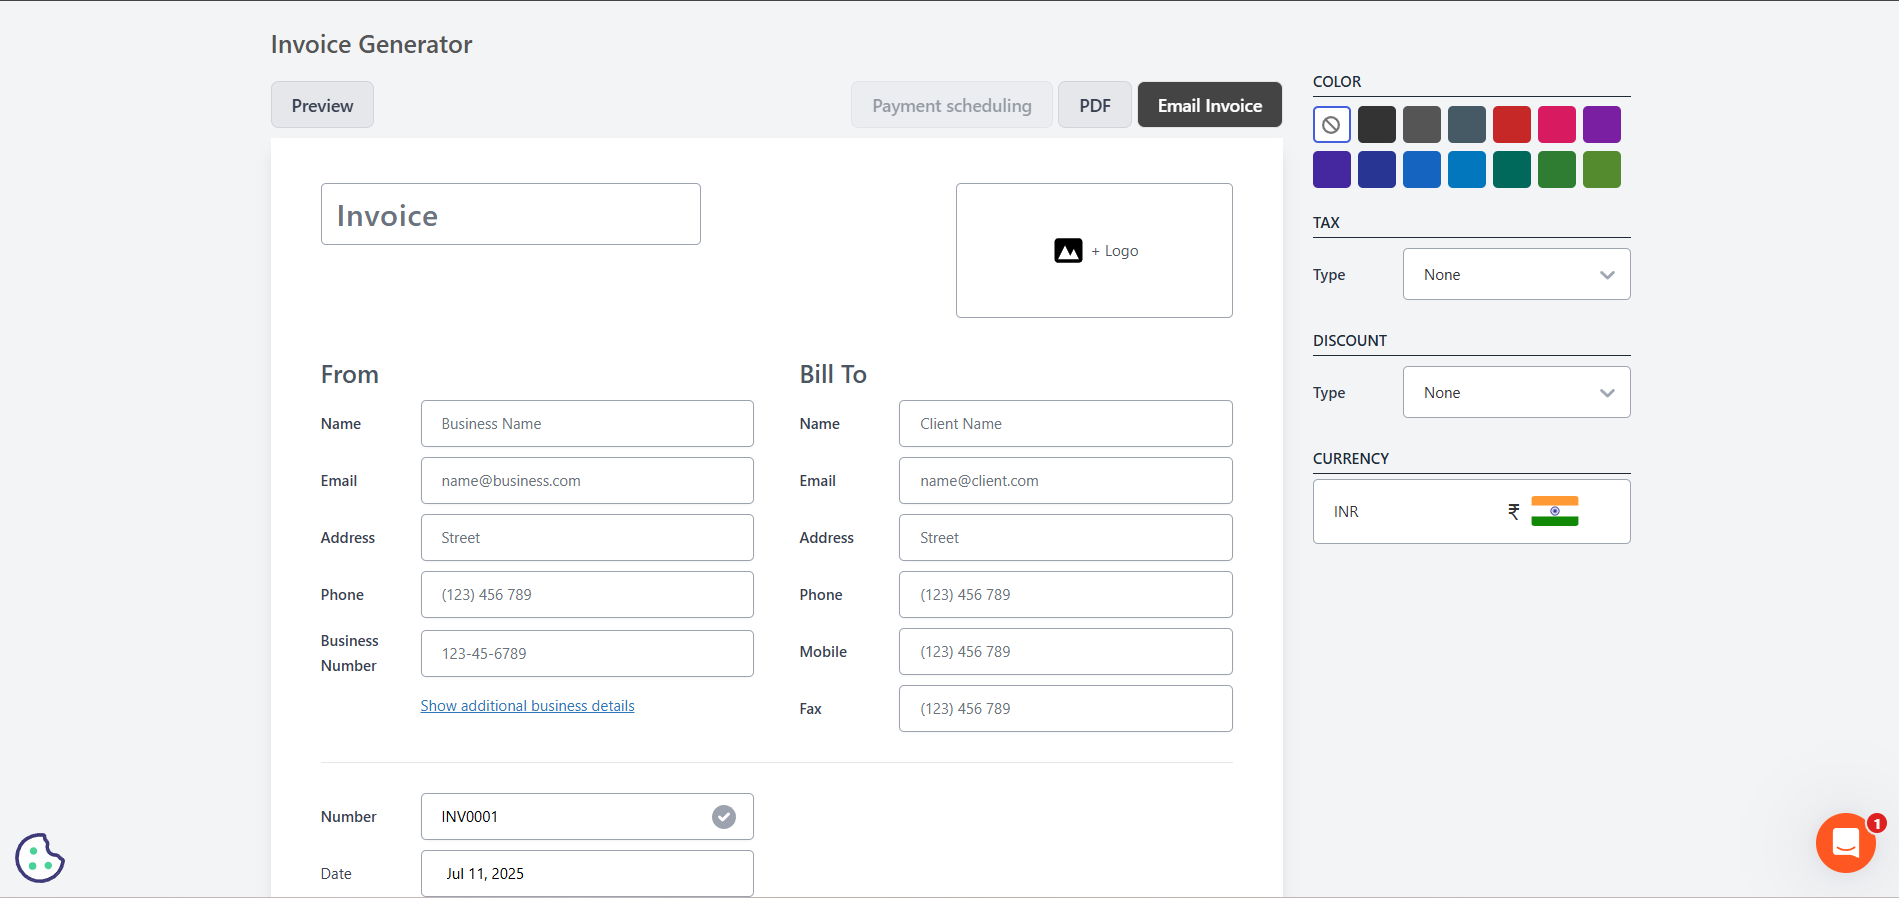 Invoice Generator
Preview
Payment scheduling
PDF
Email Invoice
Invoice
+ Logo
From
Name
Business Name
Email
name@business.com
Address
Street
Phone
(123) 456 789
Business
Number
123-45-6789
Show additional business details
Bill To
Name
Client Name
Email
name@client.com
Address
Street
Phone
(123) 456 789
Mobile
(123) 456 789
Fax
(123) 456 789
Number
INV0001
Date
Jul 11, 2025
COLOR
TAX
Type
None
DISCOUNT
Type
None
CURRENCY
INR
₹
1